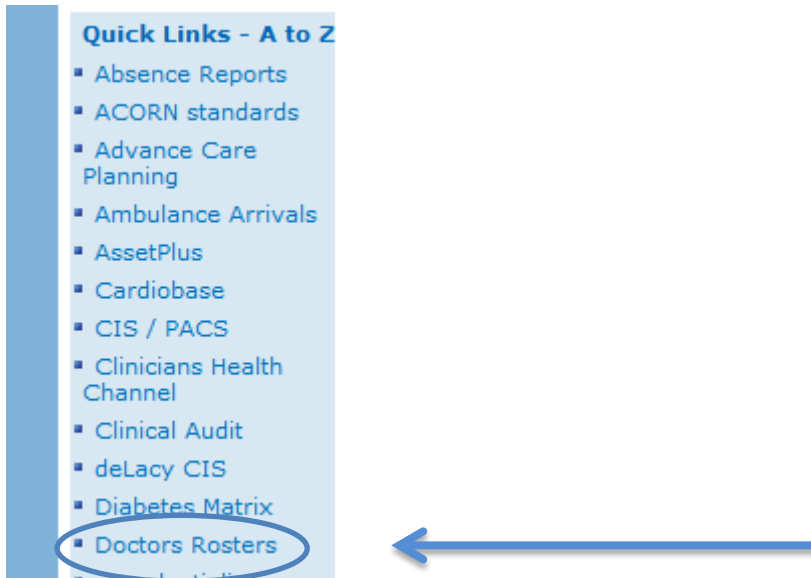 Quick Links - A to Z
Absence Reports
ACORN standards
Advance Care
Planning
Ambulance Arrivals
AssetPlus
Cardiobase
CIS / PACS
Clinicians Health
Channel
Clinical Audit
deLacy CIS
Diabetes Matrix
Doctors Rosters